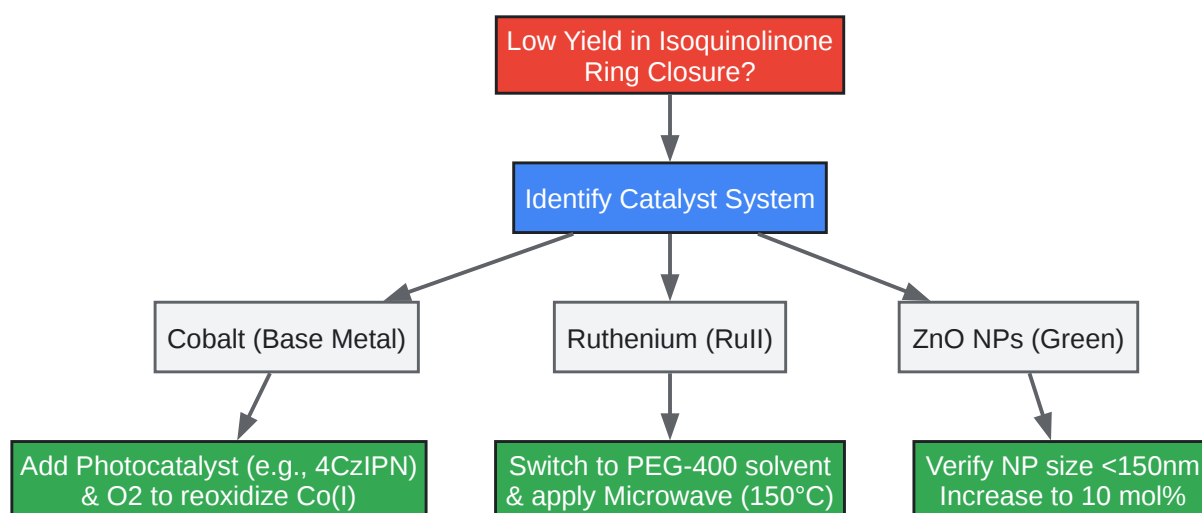 Low Yield in Isoquinolinone
Ring Closure?
Identify Catalyst System
Cobalt (Base Metal)
Ruthenium (RuII)
ZnO NPs (Green)
Add Photocatalyst (e.g., 4CzIPN)
& O2 to reoxidize Co(I)
Switch to PEG-400 solvent
& apply Microwave (150°C)
Verify NP size <150nm
Increase to 10 mol%